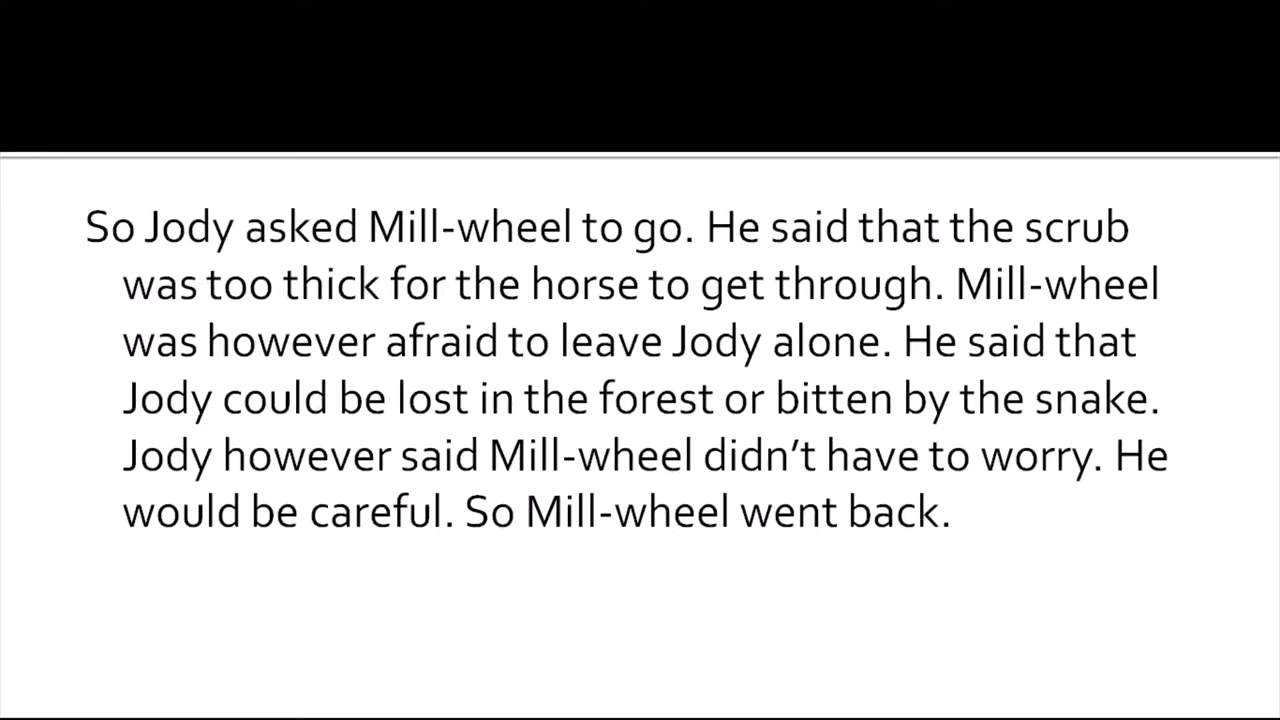 So Jody asked Mill-wheel to go. He said that the scrub
was too thick for the horse to get through. Mill-wheel
was however afraid to leave Jody alone. He said that
Jody could be lost in the forest or bitten by the snake.
Jody however said Mill-wheel didn’t have to worry. He
would be careful. So Mill-wheel went back.